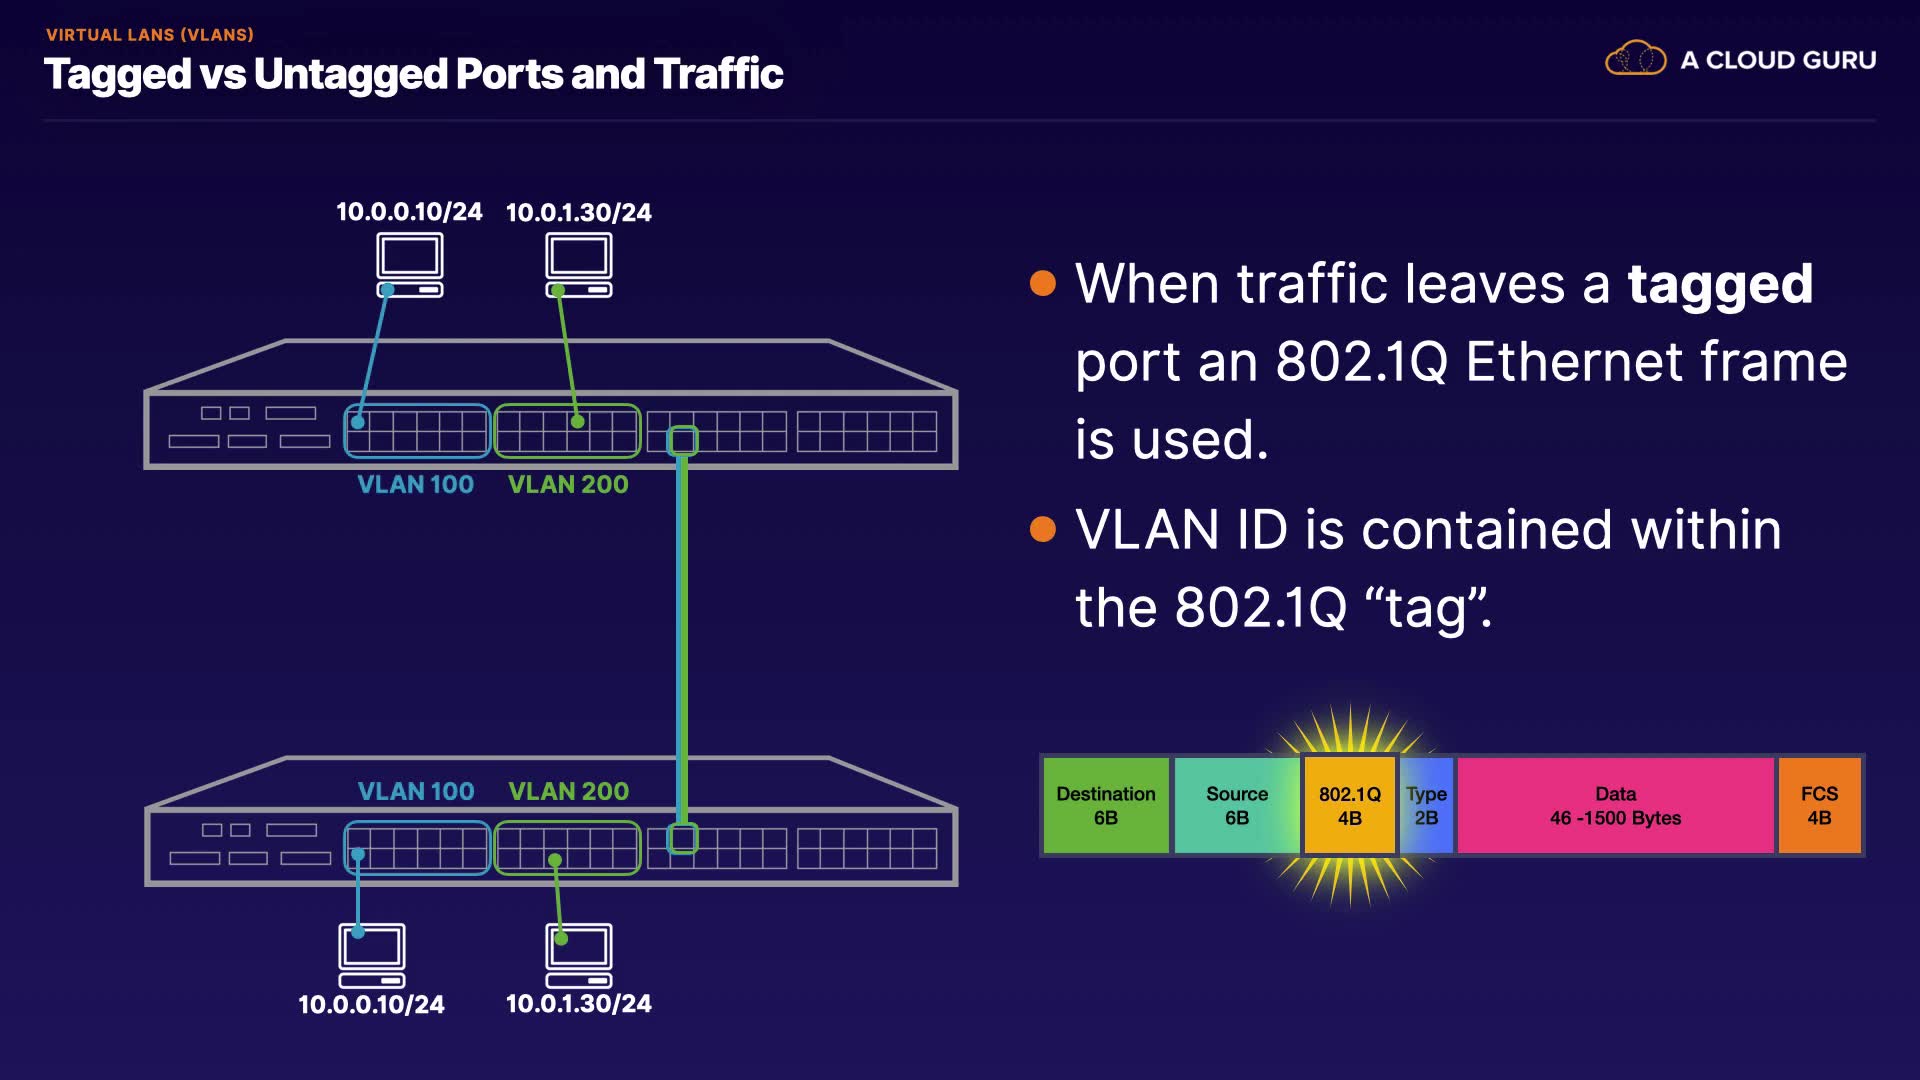 VIRTUAL LANS (VLANS)
Tagged vs Untagged Ports and Traffic
A CLOUD GURU
10.0.0.10/24 10.0.1.30/24
VLAN 100 VLAN 200
VLAN 100 VLAN 200
10.0.0.10/24 10.0.1.30/24
When traffic leaves a tagged
port an 802.1Q Ethernet frame
is used.
VLAN ID is contained within
the 802.1Q “tag”.
Destination
6B
Source
6B
802.1Q
4B
Type
2B
Data
46 -1500 Bytes
FCS
4B